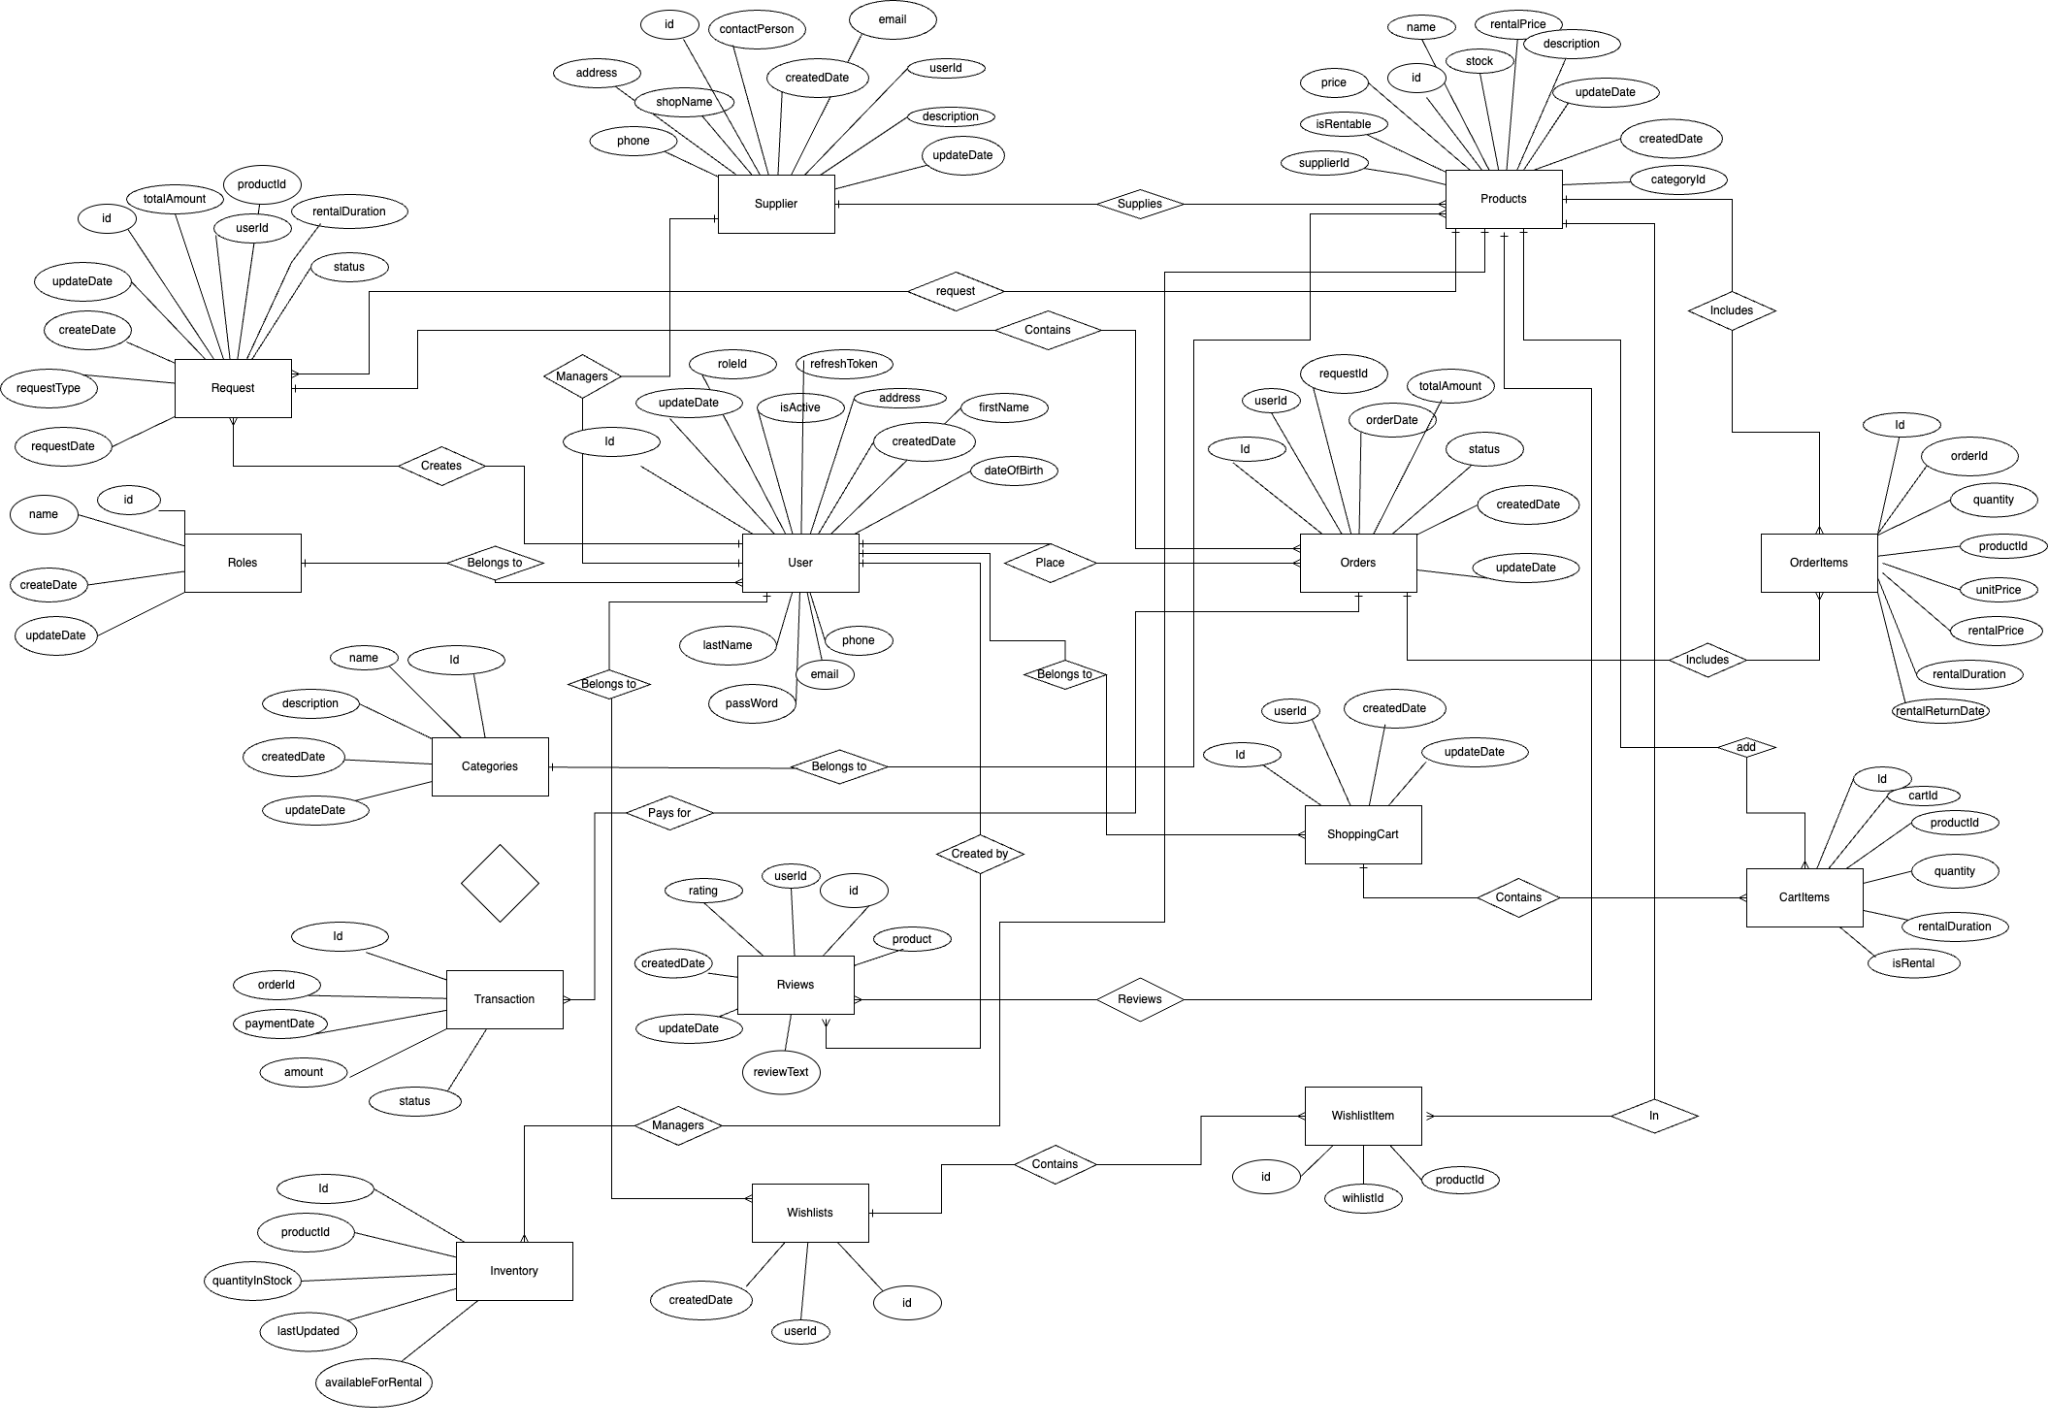 id
contactPerson
email
address
shopName
createdDate
userId
phone
description
updateDate
Supplier
Supplies
name
rentalPrice
stock
description
price
id
updateDate
isRentable
createdDate
supplierId
categoryId
Products
productId
totalAmount
rentalDuration
id
userId
status
updateDate
createDate
requestType
requestDate
Request
request
Contains
Includes
Managers
roleId
refreshToken
updateDate
isActive
address
firstName
Id
createdDate
dateOfBirth
Creates
requestId
totalAmount
userId
orderDate
Id
status
createdDate
updateDate
Id
orderId
quantity
productId
unitPrice
rentalPrice
rentalDuration
rentalReturnDate
id
name
Roles
createDate
updateDate
Belongs to
User
Place
Orders
OrderItems
lastName
phone
email
passWord
Belongs to
Belongs to
Includes
name
Id
description
createdDate
updateDate
Categories
Belongs to
userId
createdDate
Id
updateDate
ShoppingCart
add
Id
cartId
productId
quantity
rentalDuration
isRental
CartItems
Contains
Pays for
Created by
rating
userId
id
product
createdDate
Rviews
updateDate
reviewText
Reviews
Id
orderId
paymentDate
amount
status
Transaction
Managers
WishlistItem
In
id
wihlistId
productId
Contains
Wishlists
createdDate
userId
id
Id
productId
quantityInStock
lastUpdated
availableForRental
Inventory